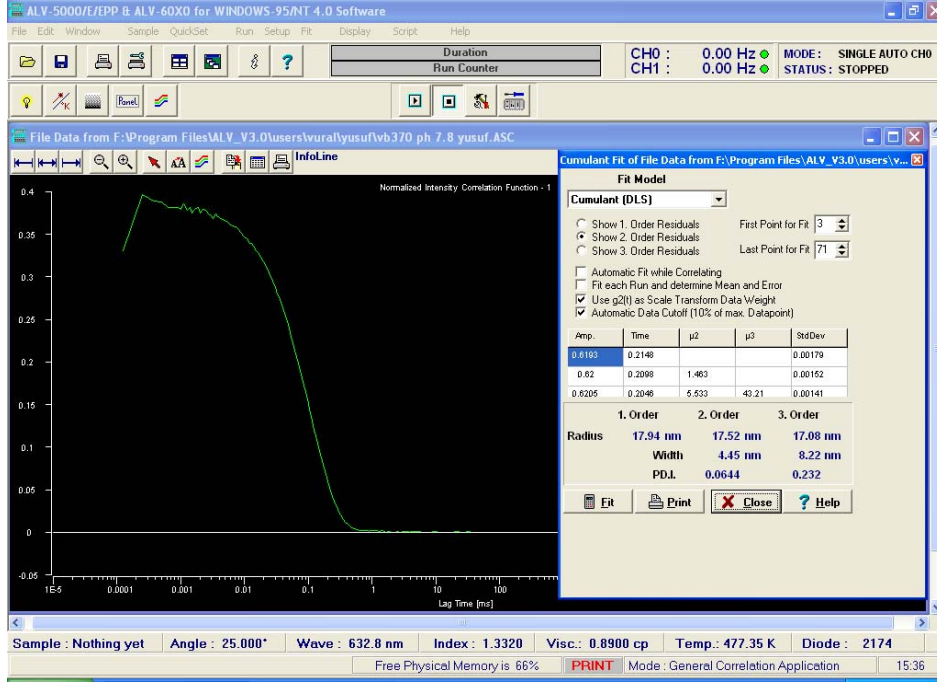 ALV-5000/E/EPP & ALV-60X0 for WINDOWS-95/NT 4.0 Software
File Edit Window Sample QuickSet Run Setup Fit Display Script Help
Duration
Run Counter
CH0 : 0.00 Hz
CH1 : 0.00 Hz
MODE : SINGLE AUTO CH0
STATUS : STOPPED
Panel
File Data from F:\Program Files\ALV_V3.0\users\vural\yusuf\vb370 ph 7.8 yusuf.ASC
InfoLine
Normalized Intensity Correlation Function - 1
0.4
0.35
0.3
0.25
0.2
0.15
0.1
0.05
0
-0.05
1E-5 0.0001 0.001 0.01 0.1 1 10 100
Lag Time [ms]
Cumulant Fit of File Data from F:\Program Files\ALV_V3.0\users\v...
Fit Model
Cumulant (DLS)
Show 1. Order Residuals
Show 2. Order Residuals
Show 3. Order Residuals
First Point for Fit 3
Last Point for Fit 71
Automatic Fit while Correlating
Fit each Run and determine Mean and Error
Use g2(t) as Scale Transform Data Weight
Automatic Data Cutoff (10% of max. Datapoint)
Amp. Time µ2 µ3 StdDev
0.6193 0.2148 0.00179
0.62 0.2098 1.463 0.00152
0.6205 0.2046 5.533 43.21 0.00141
1. Order 2. Order 3. Order
Radius 17.94 nm 17.52 nm 17.08 nm
Width 4.45 nm 8.22 nm
PD.I. 0.0644 0.232
Fit Print Close Help
Sample : Nothing yet Angle : 25.000° Wave : 632.8 nm Index : 1.3320 Visc.: 0.8900 cp Temp.: 477.35 K Diode : 2174
Free Physical Memory is 66% PRINT Mode : General Correlation Application 15:36